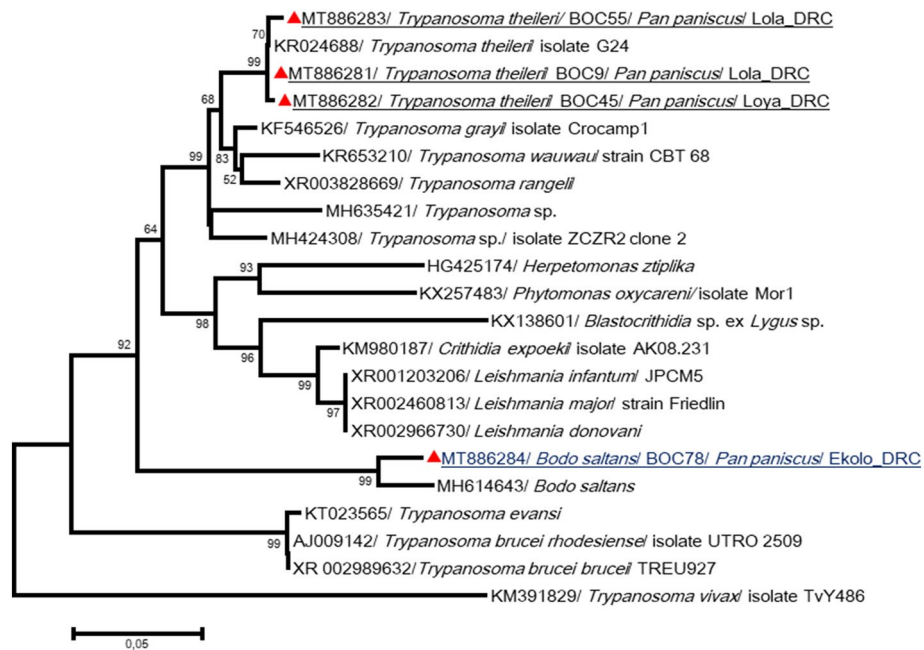 MT886283/ Trypanosoma theileri/ BOC55/ Pan paniscus/ Lola_DRC
70
KR024688/ Trypanosoma theileri/ isolate G24
99
MT886281/ Trypanosoma theileri/ BOC9/ Pan paniscus/ Lola_DRC
MT886282/ Trypanosoma theileri/ BOC45/ Pan paniscus/ Loya_DRC
68
KF546526/ Trypanosoma grayi/ isolate Crocamp1
99
83
KR653210/ Trypanosoma wauwau/ strain CBT 68
52
XR003828669/ Trypanosoma rangeli/
MH635421/ Trypanosoma sp.
64
MH424308/ Trypanosoma sp./ isolate ZCZR2 clone 2
93
HG425174/ Herpetomonas ztiplika
KX257483/ Phytomonas oxycareni/isolate Mor1
98
KX138601/ Blastocrithidia sp. ex Lygus sp.
92
96
KM980187/ Crithidia expoeki/ isolate AK08.231
99
XR001203206/ Leishmania infantum/ JPCM5
XR002460813/ Leishmania major/ strain Friedlin
97
XR002966730/ Leishmania donovani
MT886284/ Bodo saltans/ BOC78/ Pan paniscus/ Ekolo_DRC
99
MH614643/ Bodo saltans
KT023565/ Trypanosoma evansi
99
AJ009142/ Trypanosoma brucei rhodesiense/ isolate UTRO 2509
XR 002989632/Trypanosoma brucei brucei/ TREU927
KM391829/ Trypanosoma vivax/ isolate TvY486
0,05